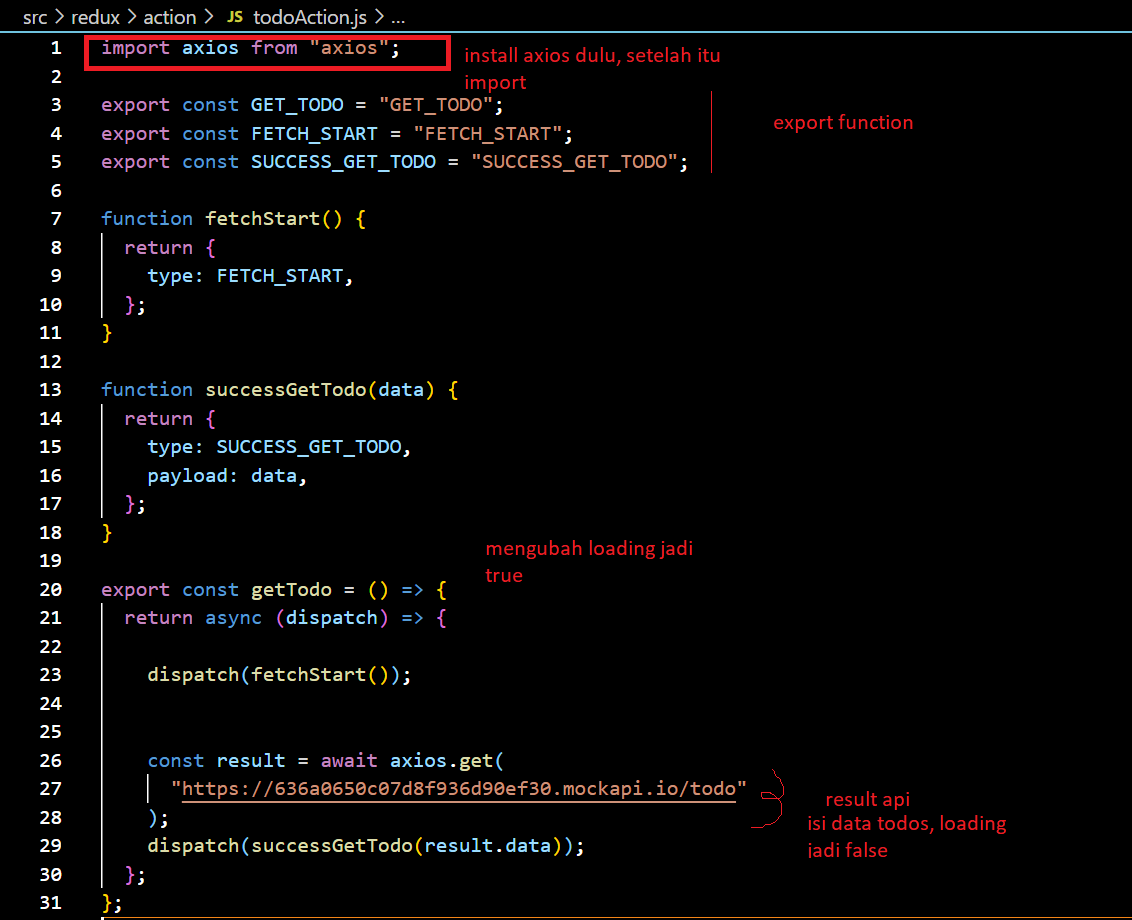 src > redux > action > JS todoAction.js > ...
1 import axios from "axios"; install axios dulu, setelah itu
2 import
3 export const GET_TODO = "GET_TODO"; export function
4 export const FETCH_START = "FETCH_START";
5 export const SUCCESS_GET_TODO = "SUCCESS_GET_TODO";
6
7 function fetchStart() {
8 return {
9 type: FETCH_START,
10 };
11 }
12
13 function successGetTodo(data) {
14 return {
15 type: SUCCESS_GET_TODO,
16 payload: data,
17 };
18 }
mengubah loading jadi
19
true
20 export const getTodo = () => {
21 return async (dispatch) => {
22
23 dispatch(fetchStart());
24
25
26 const result = await axios.get(
27 "https://636a0650c07d8f936d90ef30.mockapi.io/todo"
result api
28 );
isi data todos, loading
29 dispatch(successGetTodo(result.data));
jadi false
30 };
31 };